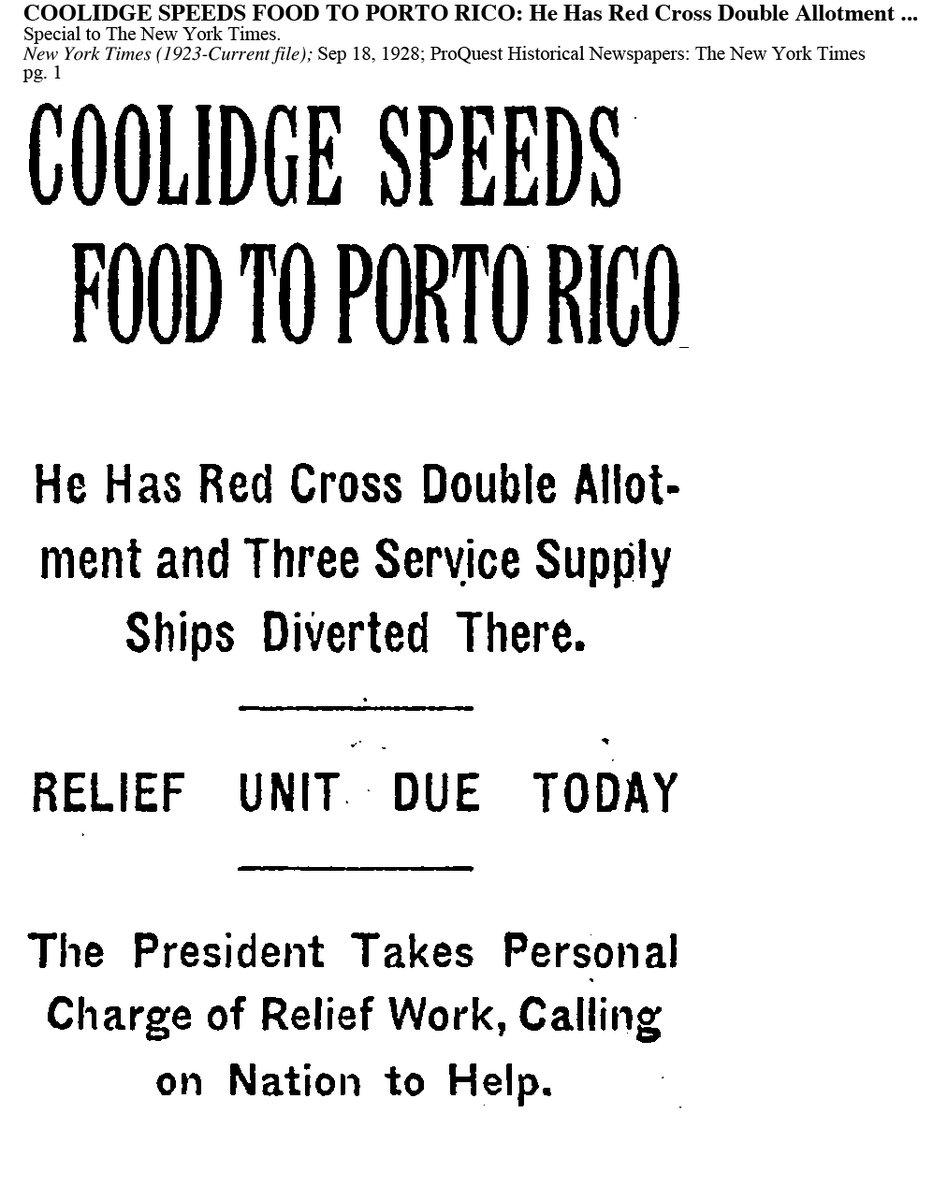 COOLIDGE SPEEDS FOOD TO PORTO RICO: He Has Red Cross Double Allotment ...
Special to The New York Times.
New York Times (1923-Current file); Sep 18, 1928; ProQuest Historical Newspapers: The New York Times
pg. 1
COOLIDGE SPEEDS
FOOD TO PORTO RICO
He Has Red Cross Double Allot-
ment and Three Service Supply
Ships Diverted There.
RELIEF UNIT DUE TODAY
The President Takes Personal
Charge of Relief Work, Calling
on Nation to Help.